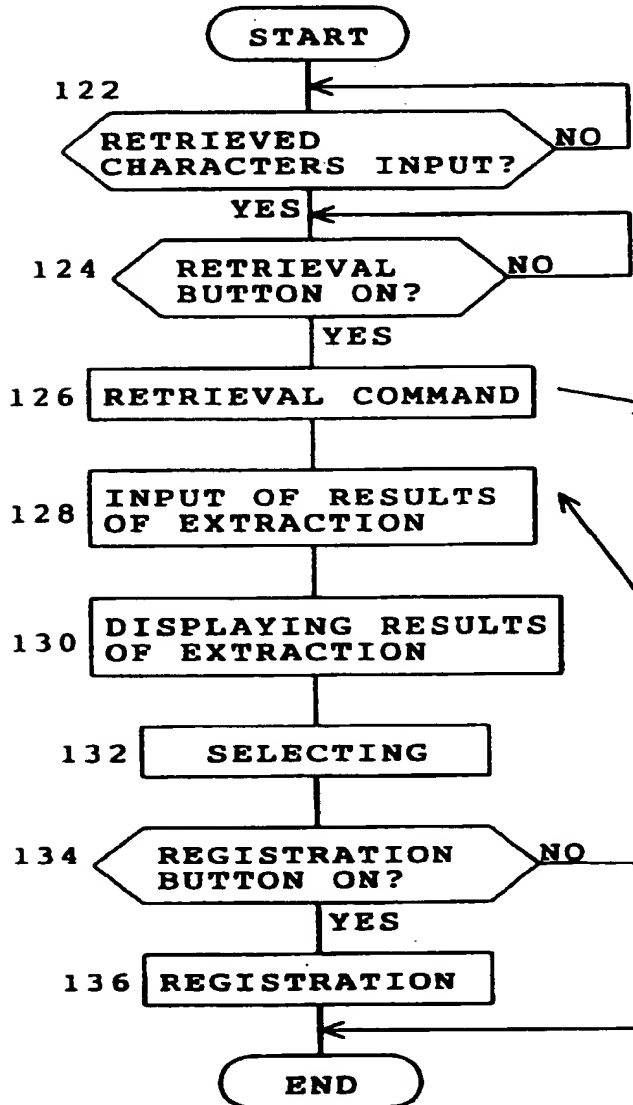 START
122
RETRIEVED
CHARACTERS INPUT?
NO
YES
124
RETRIEVAL
BUTTON ON?
NO
YES
126
RETRIEVAL COMMAND
128
INPUT OF RESULTS
OF EXTRACTION
130
DISPLAYING RESULTS
OF EXTRACTION
132
SELECTING
134
REGISTRATION
BUTTON ON?
NO
YES
136
REGISTRATION
END